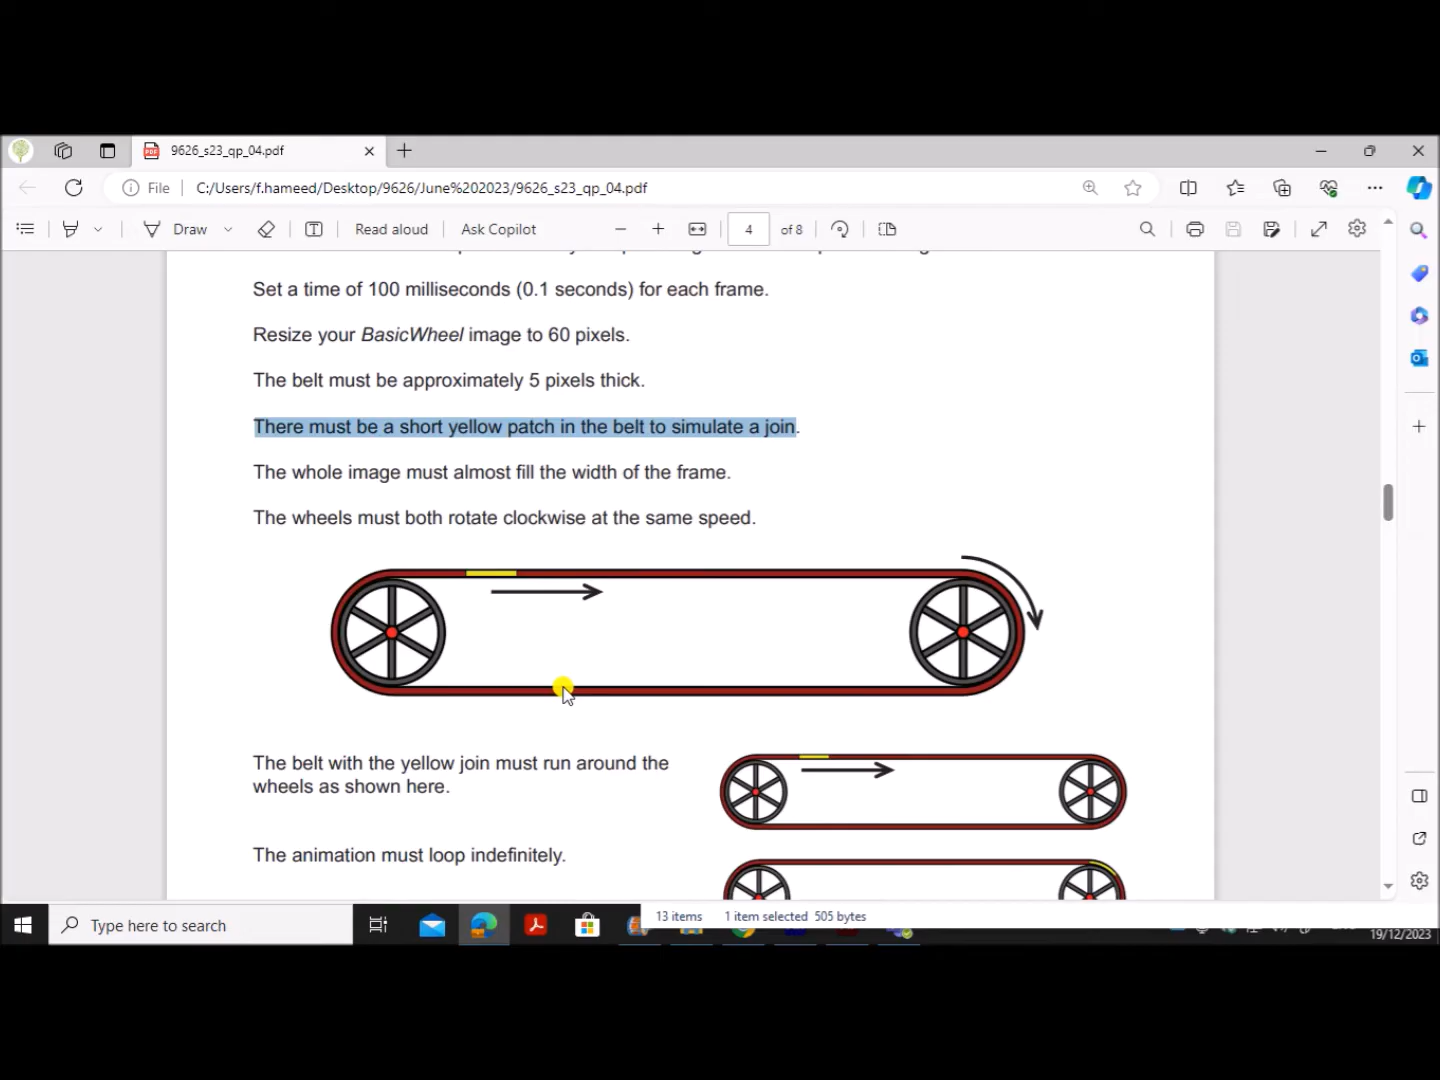 9626_s23_qp_04.pdf
File
C:/Users/f.hameed/Desktop/9626/June%202023/9626_s23_qp_04.pdf
Draw
Read aloud
Ask Copilot
4
of 8
Set a time of 100 milliseconds (0.1 seconds) for each frame.
Resize your BasicWheel image to 60 pixels.
The belt must be approximately 5 pixels thick.
There must be a short yellow patch in the belt to simulate a join.
The whole image must almost fill the width of the frame.
The wheels must both rotate clockwise at the same speed.
The belt with the yellow join must run around the
wheels as shown here.
The animation must loop indefinitely.
Type here to search
13 items
1 item selected 505 bytes
19/12/2023